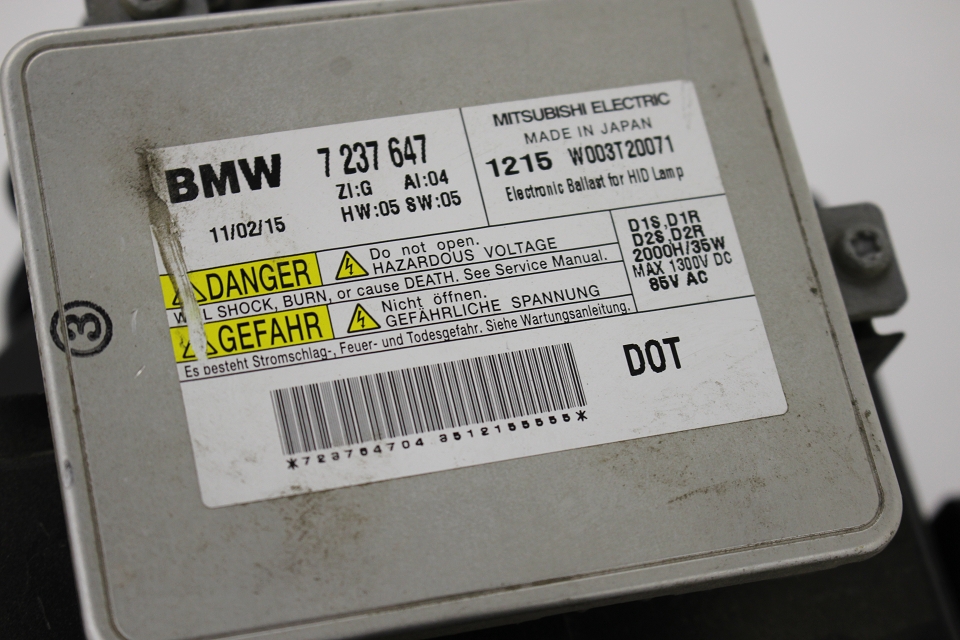 BMW 7 237 647
ZI:G AI:04
HW:05 SW:05
11/02/15
MITSUBISHI ELECTRIC
MADE IN JAPAN
1215 W003T20071
Electronic Ballast for HID Lamp
DANGER
Do not open.
HAZARDOUS VOLTAGE
WILL SHOCK, BURN, or cause DEATH. See Service Manual.
GEFAHR
Nicht öffnen.
GEFÄHRLICHE SPANNUNG
Es besteht Stromschlag-, Feuer- und Todesgefahr. Siehe Wartungsanleitung.
D1S, D1R
D2S, D2R
2000H/35W
MAX 1300V DC
85V AC
DOT
*723764704 3512155555*
3